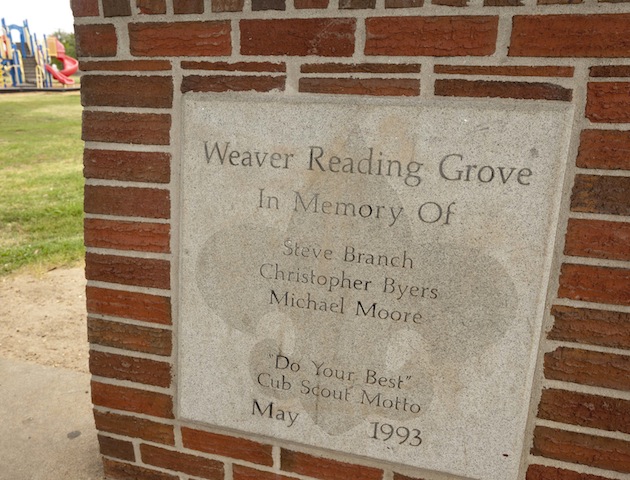 Weaver Reading Grove
In Memory Of
Steve Branch
Christopher Byers
Michael Moore
"Do Your Best"
Cub Scout Motto
May 1993